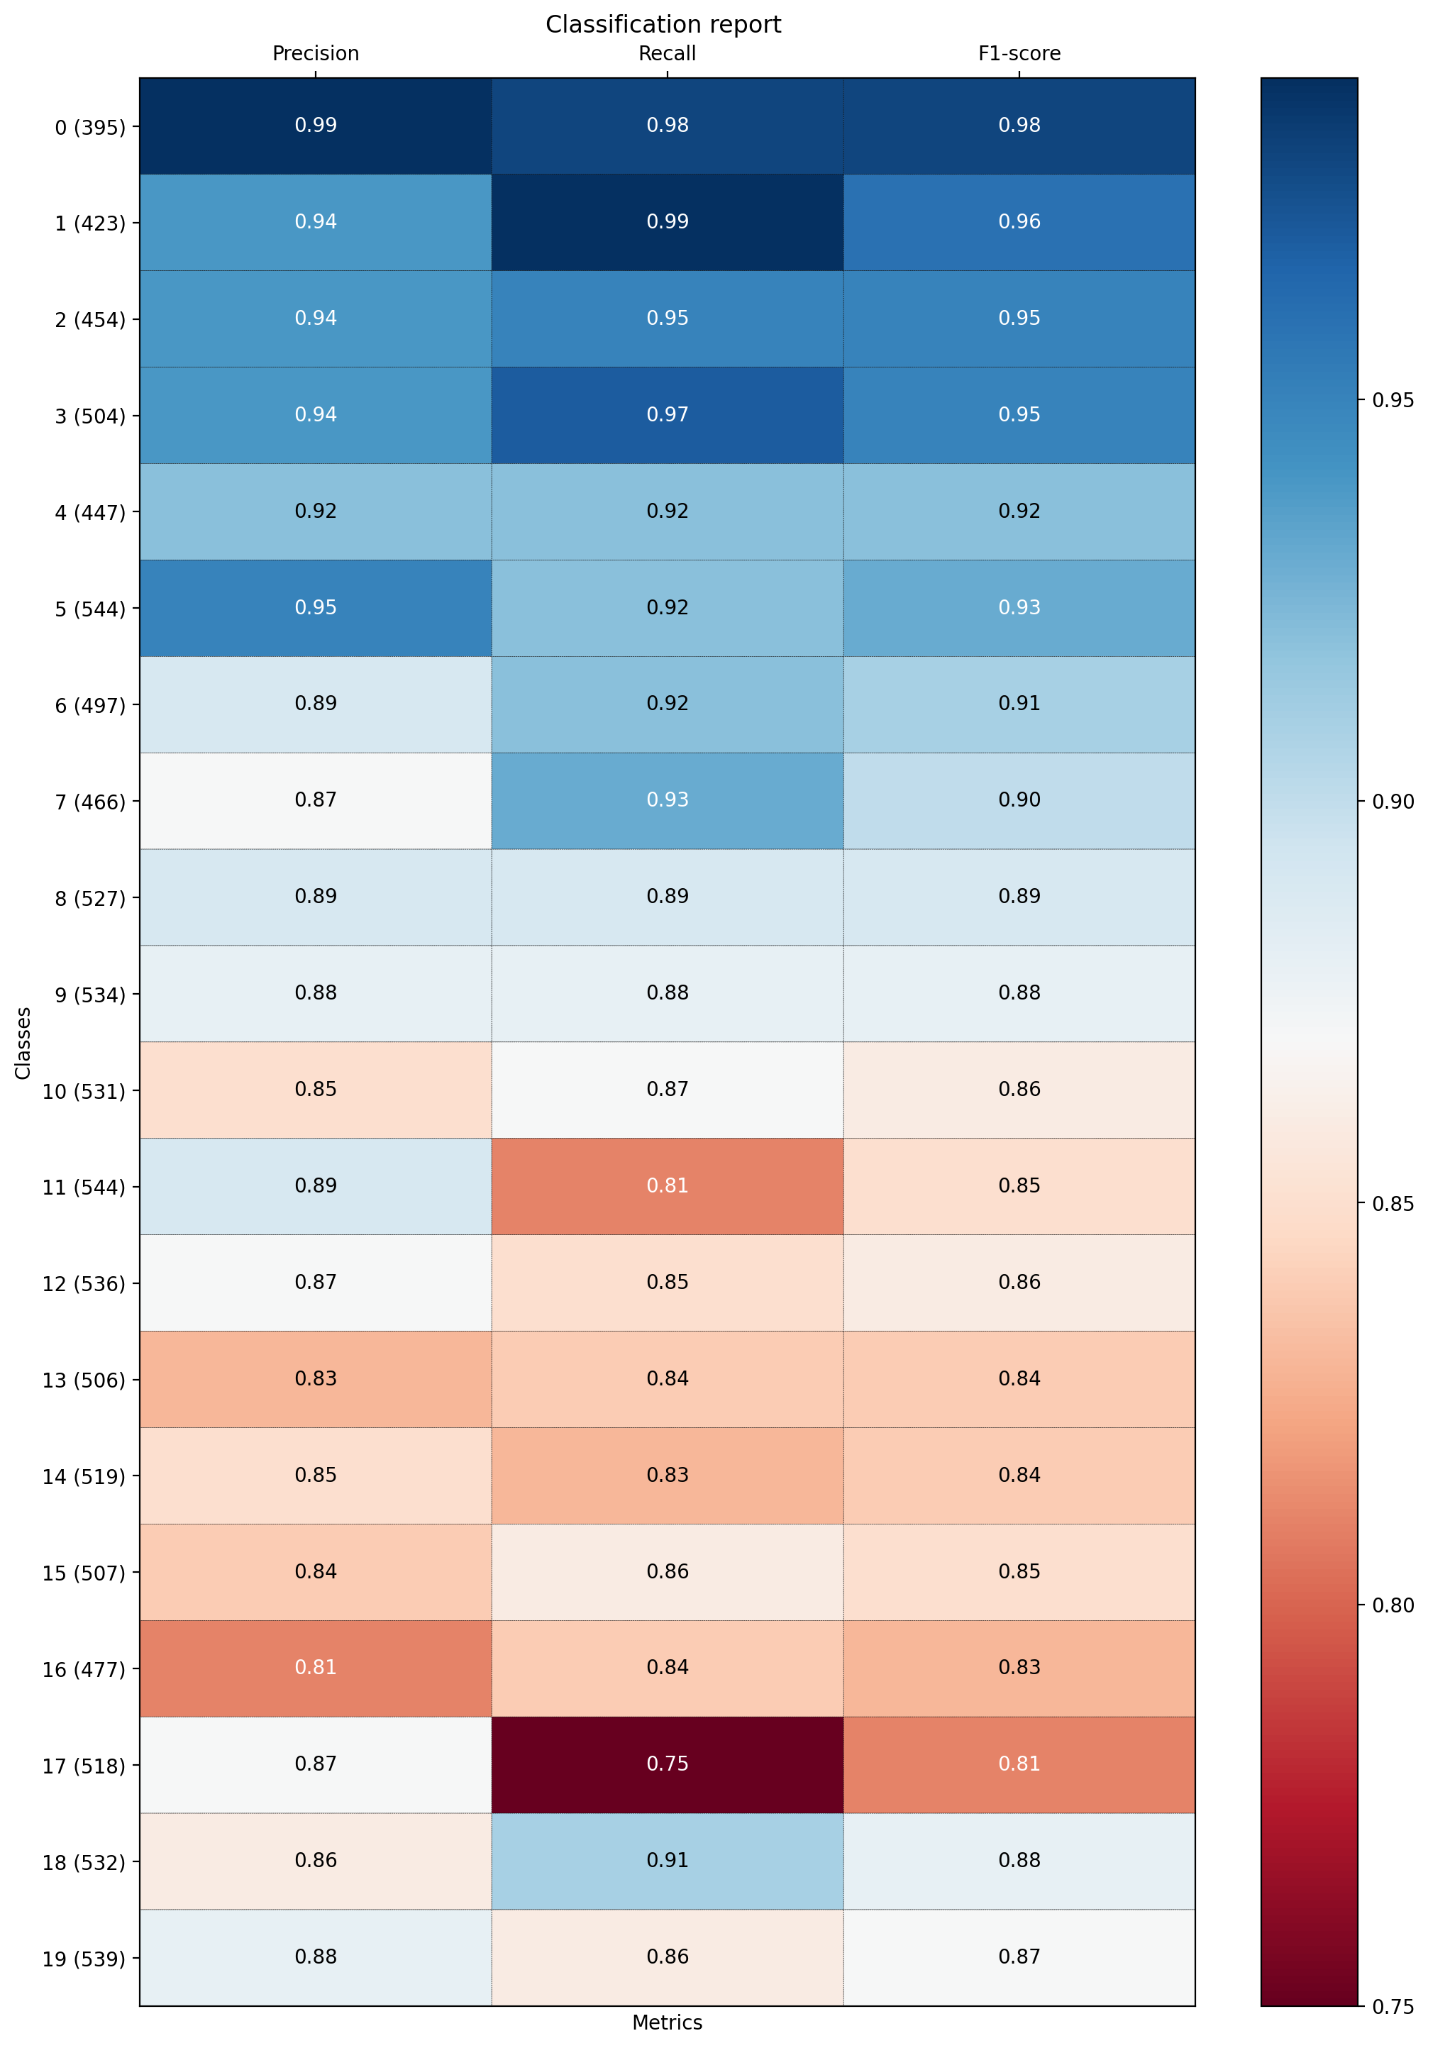 Classification report
Precision Recall F1-score
0 (395) 0.99 0.98 0.98
1 (423) 0.94 0.99 0.96
2 (454) 0.94 0.95 0.95
3 (504) 0.94 0.97 0.95
0.95
4 (447) 0.92 0.92 0.92
5 (544) 0.95 0.92 0.93
6 (497) 0.89 0.92 0.91
7 (466) 0.87 0.93 0.90
0.90
8 (527) 0.89 0.89 0.89
9 (534) 0.88 0.88 0.88
Classes
10 (531) 0.85 0.87 0.86
11 (544) 0.89 0.81 0.85
0.85
12 (536) 0.87 0.85 0.86
13 (506) 0.83 0.84 0.84
14 (519) 0.85 0.83 0.84
15 (507) 0.84 0.86 0.85
0.80
16 (477) 0.81 0.84 0.83
17 (518) 0.87 0.75 0.81
18 (532) 0.86 0.91 0.88
19 (539) 0.88 0.86 0.87
0.75
Metrics